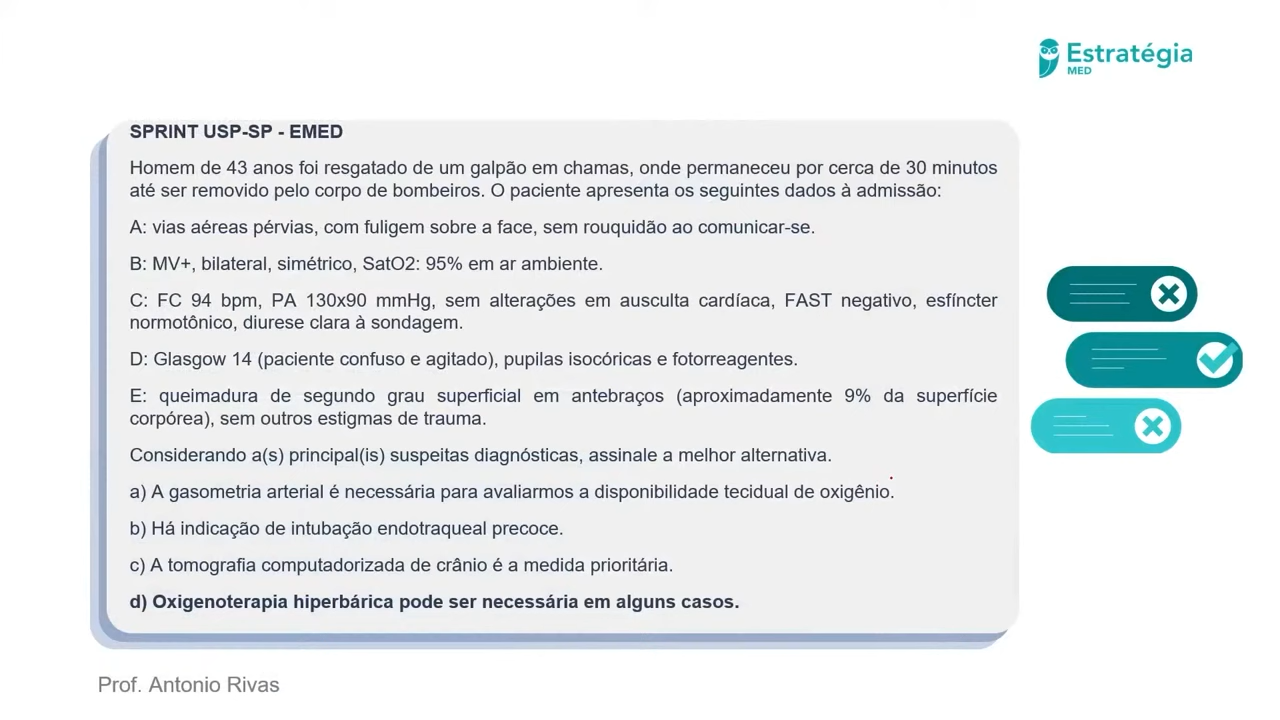 Estratégia
MED
SPRINT USP-SP - EMED
Homem de 43 anos foi resgatado de um galpão em chamas, onde permaneceu por cerca de 30 minutos
até ser removido pelo corpo de bombeiros. O paciente apresenta os seguintes dados à admissão:
A: vias aéreas pérvias, com fuligem sobre a face, sem rouquidão ao comunicar-se.
B: MV+, bilateral, simétrico, SatO2: 95% em ar ambiente.
C: FC 94 bpm, PA 130x90 mmHg, sem alterações em ausculta cardíaca, FAST negativo, esfíncter
normotônico, diurese clara à sondagem.
D: Glasgow 14 (paciente confuso e agitado), pupilas isocóricas e fotorreagentes.
E: queimadura de segundo grau superficial em antebraços (aproximadamente 9% da superfície
corpórea), sem outros estigmas de trauma.
Considerando a(s) principal(is) suspeitas diagnósticas, assinale a melhor alternativa.
a) A gasometria arterial é necessária para avaliarmos a disponibilidade tecidual de oxigênio.
b) Há indicação de intubação endotraqueal precoce.
c) A tomografia computadorizada de crânio é a medida prioritária.
d) Oxigenoterapia hiperbárica pode ser necessária em alguns casos.
Prof. Antonio Rivas